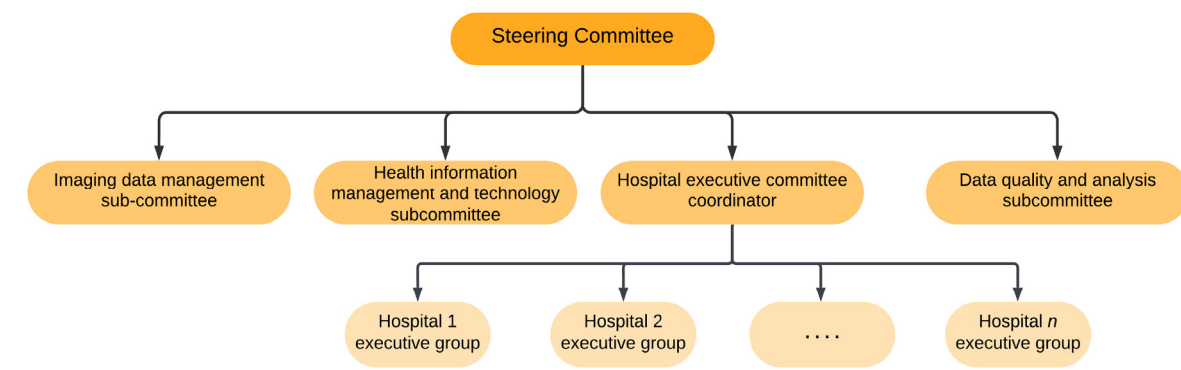 Steering Committee
Imaging data management
sub-committee
Health information
management and technology
subcommittee
Hospital executive committee
coordinator
Data quality and analysis
subcommittee
Hospital 1
executive group
Hospital 2
executive group
....
Hospital n
executive group